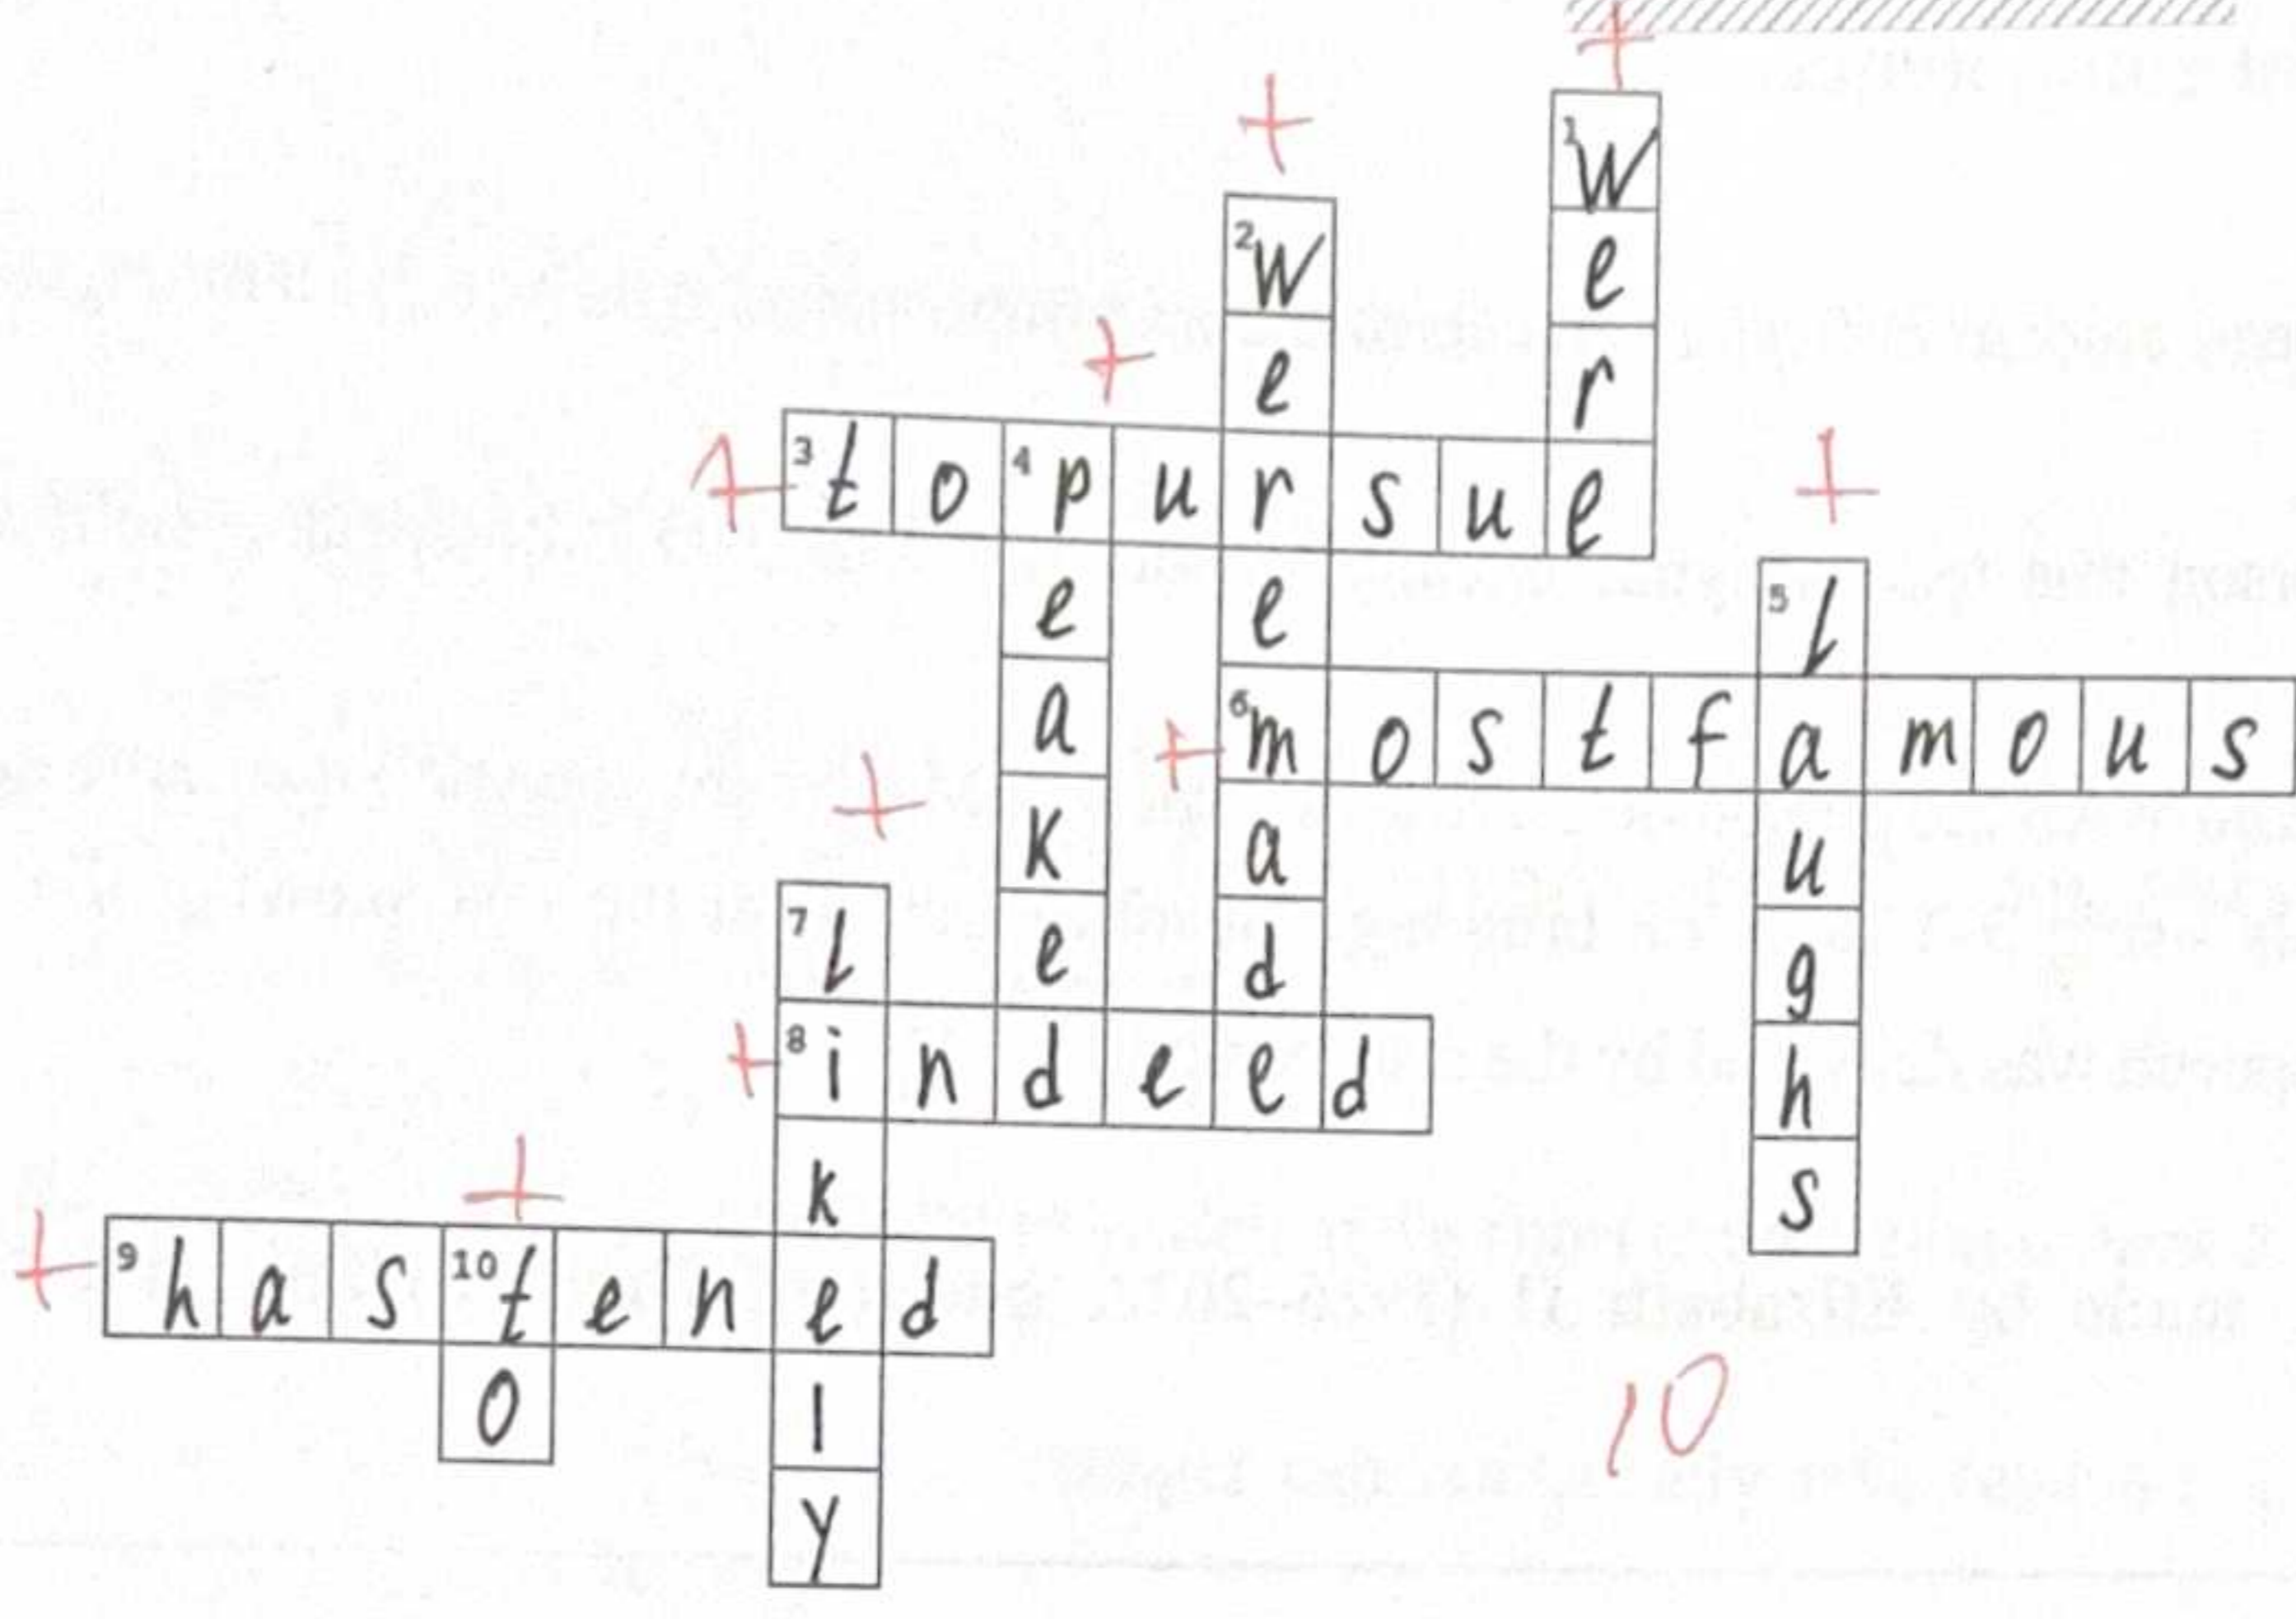 1 were
2 weremade
3 topursue
4 peaked
5 laughs
6 mostfamous
7 likely
8 indeed
9 hastened
10 to
10